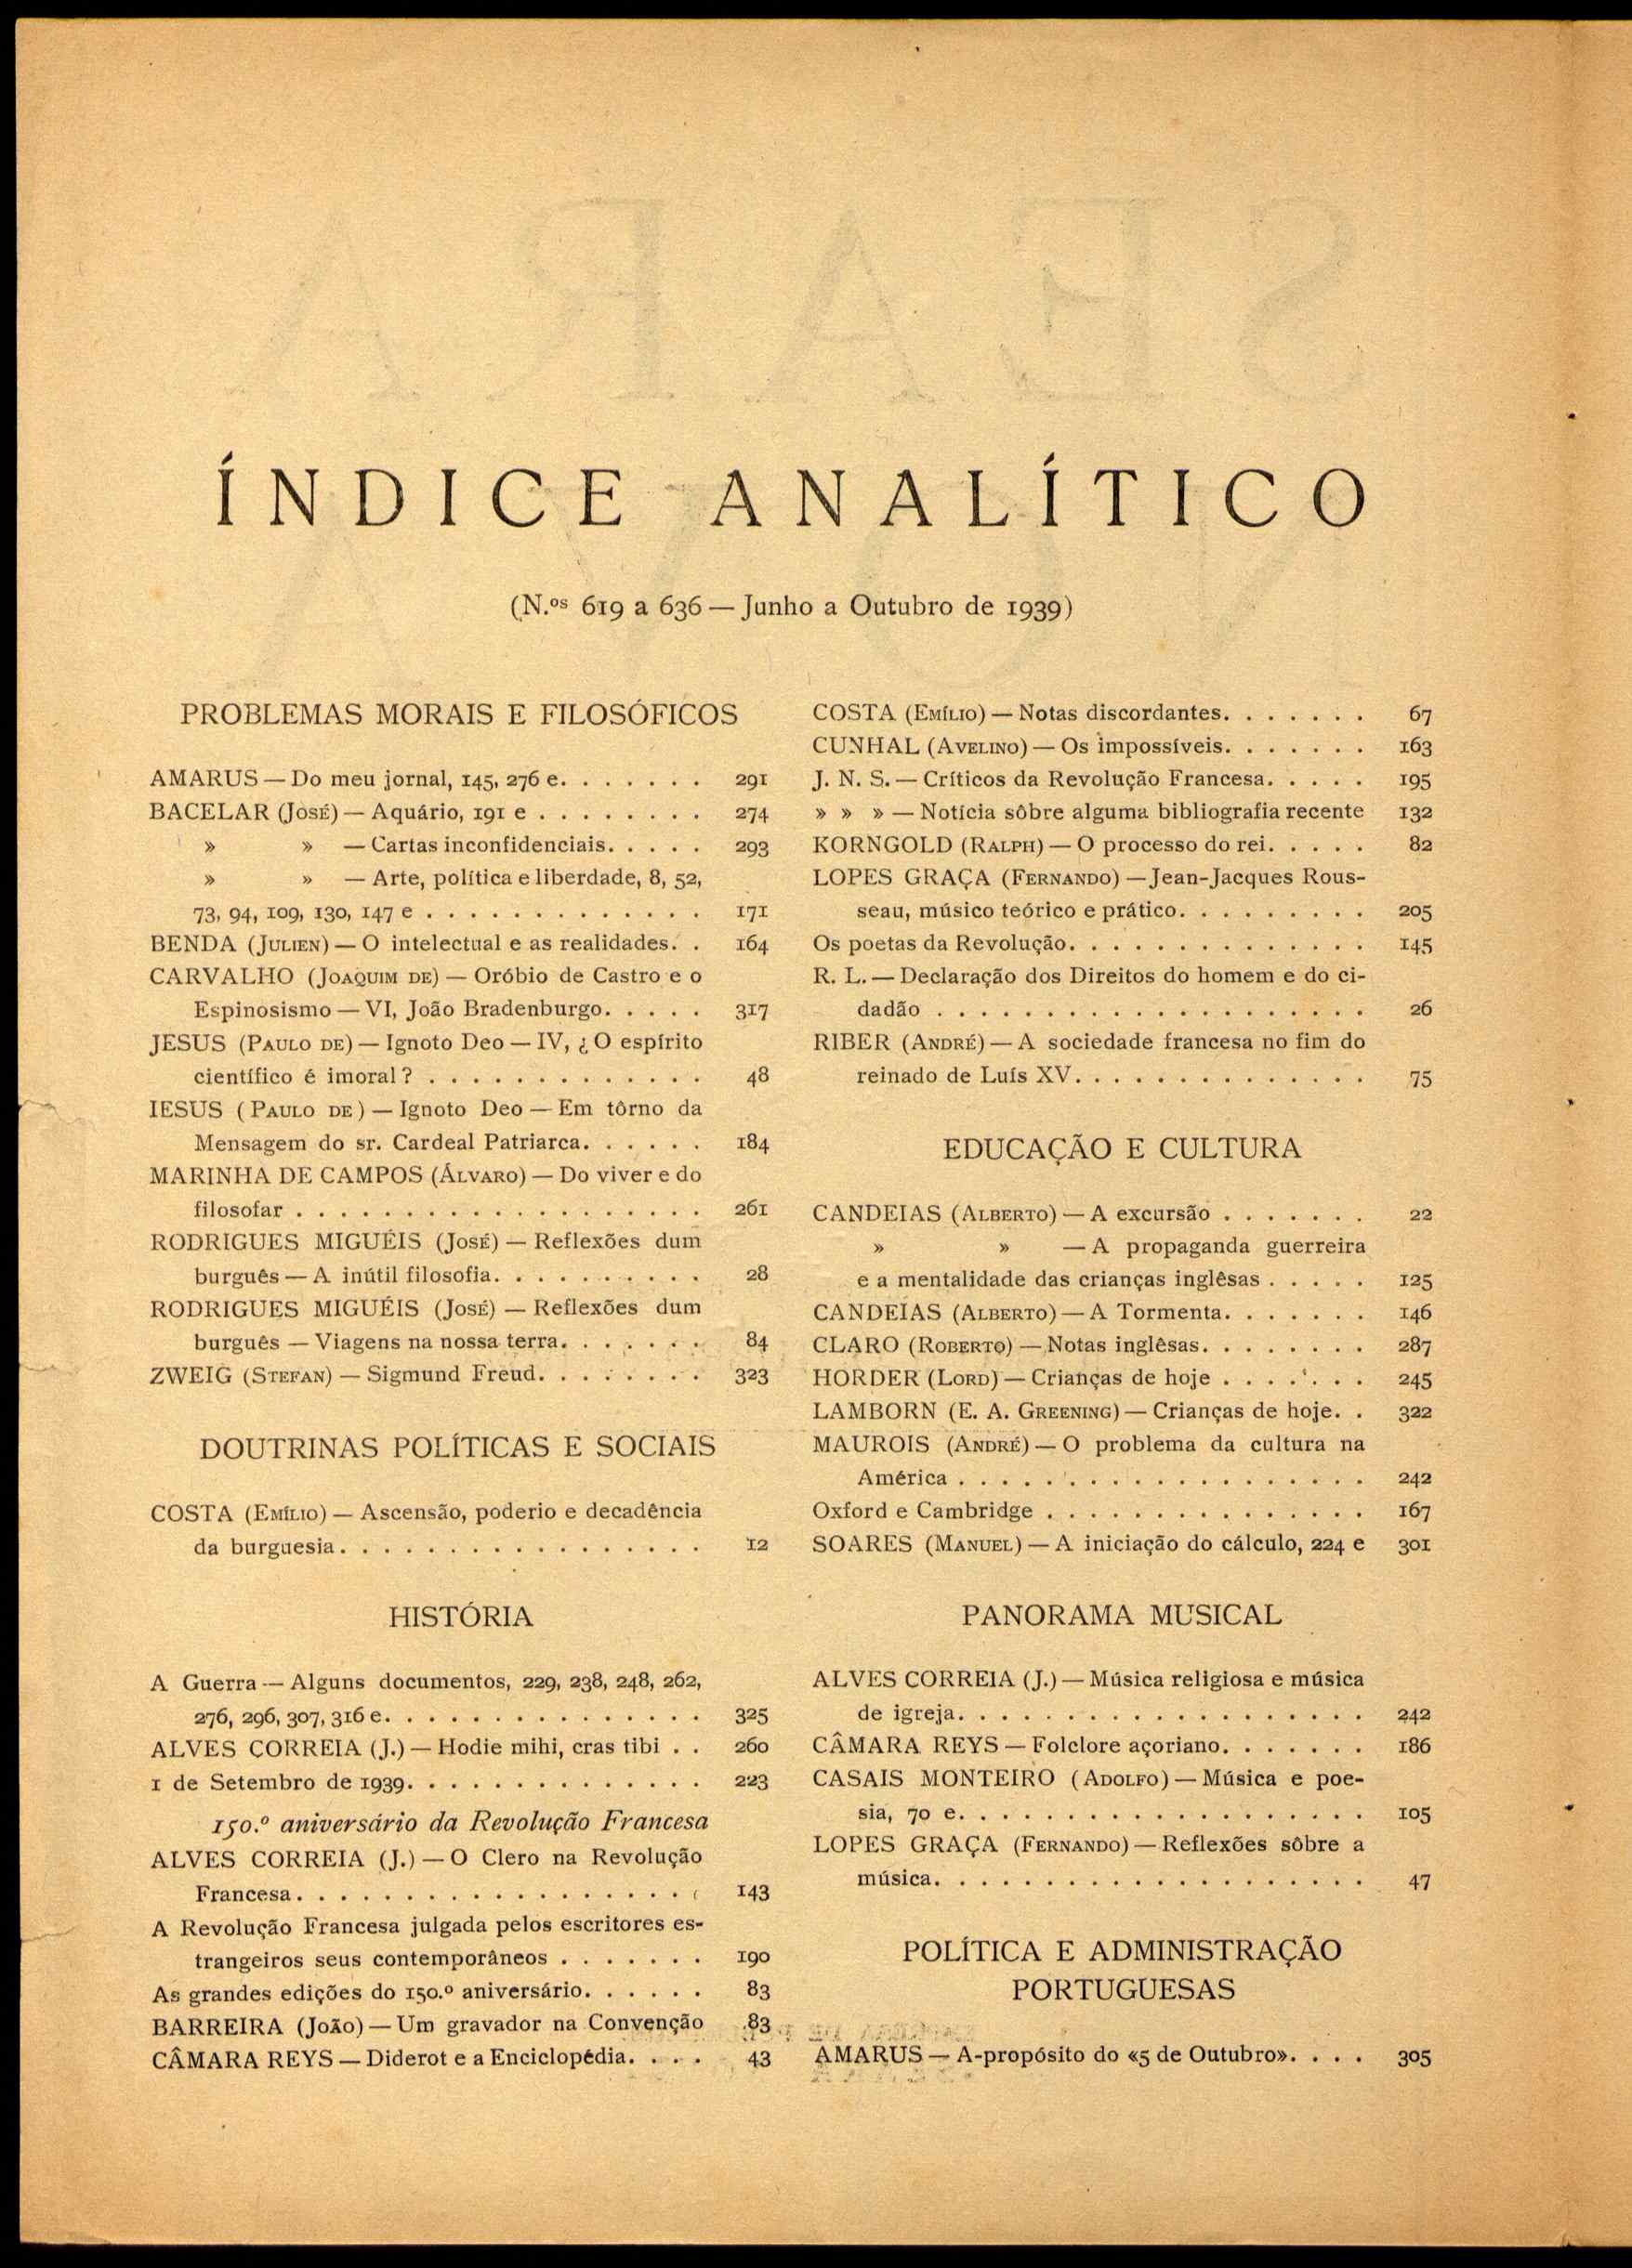 ÍNDICE ANALÍTICO
(N.os 619 a 636 — Junho a Outubro de 1939)
PROBLEMAS MORAIS E FILOSÓFICOS
AMARUS — Do meu jornal, 145, 276 e. . . . . . . 291
BACELAR (José) — Aquário, 191 e . . . . . . . . 274
» » — Cartas inconfidenciais. . . . . 293
» » — Arte, política e liberdade, 8, 52,
73, 94, 109, 130, 147 e . . . . . . . . . . . . . 171
BENDA (Julien) — O intelectual e as realidades. . 164
CARVALHO (Joaquim de) — Oróbio de Castro e o
Espinosismo — VI, João Bradenburgo. . . . . 317
JESUS (Paulo de) — Ignoto Deo — IV, ¿ O espírito
científico é imoral? . . . . . . . . . . . . . 48
IESUS (Paulo de) — Ignoto Deo — Em tôrno da
Mensagem do sr. Cardeal Patriarca. . . . . . 184
MARINHA DE CAMPOS (Álvaro) — Do viver e do
filosofar . . . . . . . . . . . . . . . . . . . 261
RODRIGUES MIGUÉIS (José) — Reflexões dum
burguês — A inútil filosofia. . . . . . . . . . 28
RODRIGUES MIGUÉIS (José) — Reflexões dum
burguês — Viagens na nossa terra. . . . . . . 84
ZWEIG (Stefan) — Sigmund Freud. . . . . . . . 323
DOUTRINAS POLÍTICAS E SOCIAIS
COSTA (Emílio) — Ascensão, poderio e decadência
da burguesia. . . . . . . . . . . . . . . . . 12
HISTÓRIA
A Guerra — Alguns documentos, 229, 238, 248, 262,
276, 296, 307, 316 e. . . . . . . . . . . . . . . 325
ALVES CORREIA (J.) — Hodie mihi, cras tibi . . 260
1 de Setembro de 1939. . . . . . . . . . . . . . 223
150.º aniversário da Revolução Francesa
ALVES CORREIA (J.) — O Clero na Revolução
Francesa. . . . . . . . . . . . . . . . . . 143
A Revolução Francesa julgada pelos escritores es-
trangeiros seus contemporâneos . . . . . . . 190
As grandes edições do 150.º aniversário. . . . . . 83
BARREIRA (João) — Um gravador na Convenção 83
CÂMARA REYS — Diderot e a Enciclopédia. . . . 43
COSTA (Emílio) — Notas discordantes. . . . . . . 67
CUNHAL (Avelino) — Os impossíveis. . . . . . . 163
J. N. S. — Críticos da Revolução Francesa. . . . . 195
» » » — Notícia sôbre alguma bibliografia recente 132
KORNGOLD (Ralph) — O processo do rei. . . . . 82
LOPES GRAÇA (Fernando) — Jean-Jacques Rous-
seau, músico teórico e prático. . . . . . . . . 205
Os poetas da Revolução. . . . . . . . . . . . . . 145
R. L. — Declaração dos Direitos do homem e do ci-
dadão . . . . . . . . . . . . . . . . . . . . 26
RIBER (André) — A sociedade francesa no fim do
reinado de Luís XV. . . . . . . . . . . . . . 75
EDUCAÇÃO E CULTURA
CANDEIAS (Alberto) — A excursão . . . . . . . 22
» » — A propaganda guerreira
e a mentalidade das crianças inglêsas . . . . . 125
CANDEIAS (Alberto) — A Tormenta. . . . . . . 146
CLARO (Roberto) — Notas inglêsas. . . . . . . . 287
HORDER (Lord) — Crianças de hoje . . . . . . . 245
LAMBORN (E. A. Greening) — Crianças de hoje. . 322
MAUROIS (André) — O problema da cultura na
América . . . . . . . . . . . . . . . . . . . 242
Oxford e Cambridge . . . . . . . . . . . . . . . 167
SOARES (Manuel) — A iniciação do cálculo, 224 e 301
PANORAMA MUSICAL
ALVES CORREIA (J.) — Música religiosa e música
de igreja. . . . . . . . . . . . . . . . . . . 242
CÂMARA REYS — Folclore açoriano. . . . . . . 186
CASAIS MONTEIRO (Adolfo) — Música e poe-
sia, 70 e. . . . . . . . . . . . . . . . . . . 105
LOPES GRAÇA (Fernando) — Reflexões sôbre a
música. . . . . . . . . . . . . . . . . . . . 47
POLÍTICA E ADMINISTRAÇÃO
PORTUGUESAS
AMARUS — A-propósito do «5 de Outubro». . . . 305